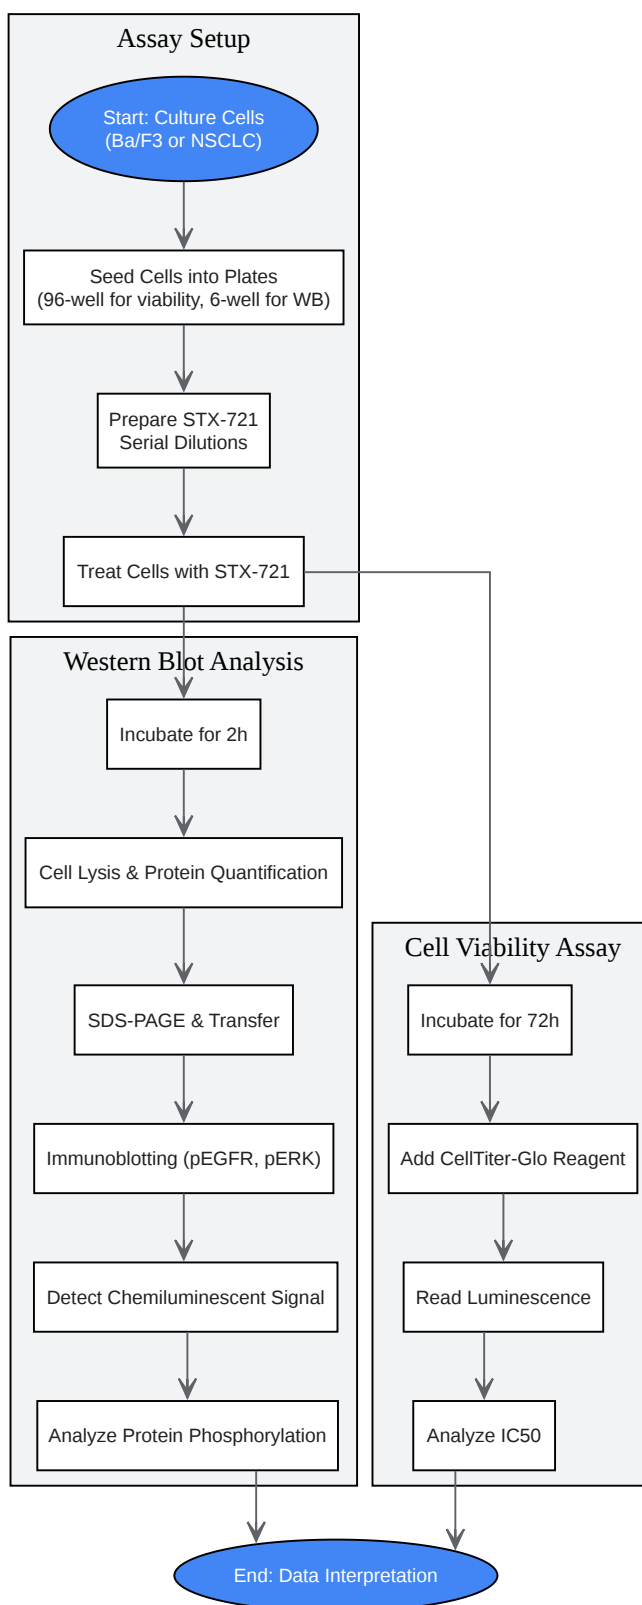 Assay Setup
Start: Culture Cells
(Ba/F3 or NSCLC)
Seed Cells into Plates
(96-well for viability, 6-well for WB)
Prepare STX-721
Serial Dilutions
Treat Cells with STX-721
Western Blot Analysis
Incubate for 2h
Cell Lysis & Protein Quantification
SDS-PAGE & Transfer
Immunoblotting (pEGFR, pERK)
Detect Chemiluminescent Signal
Analyze Protein Phosphorylation
Cell Viability Assay
Incubate for 72h
Add CellTiter-Glo Reagent
Read Luminescence
Analyze IC50
End: Data Interpretation